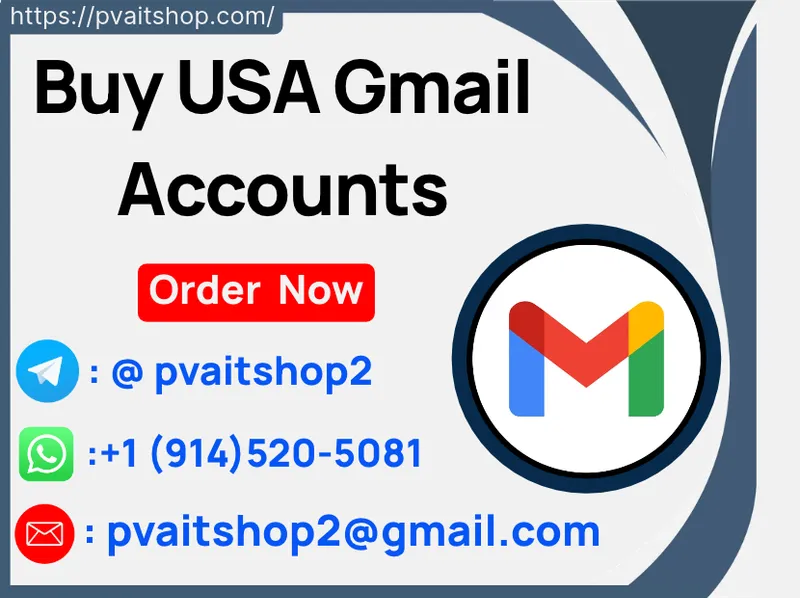 https://pvaitshop.com/
Buy USA Gmail
Accounts
Order Now
: @ pvaitshop2
:+1 (914)520-5081
: pvaitshop2@gmail.com